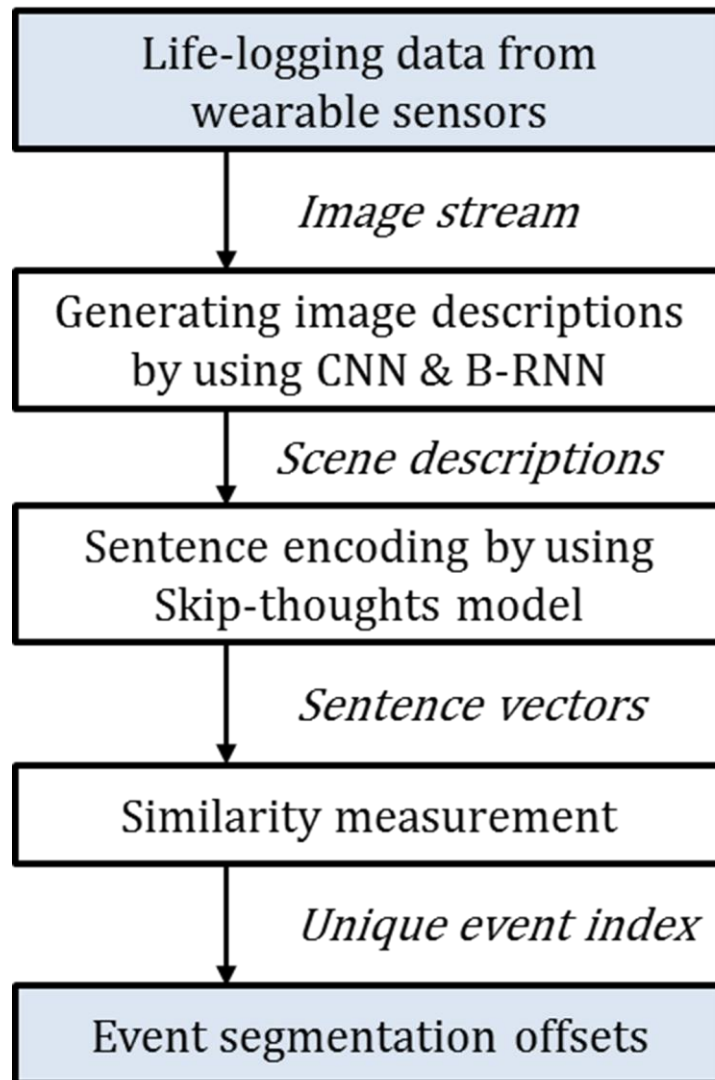 Life-logging data from
wearable sensors
Image stream
Generating image descriptions
by using CNN & B-RNN
Scene descriptions
Sentence encoding by using
Skip-thoughts model
Sentence vectors
Similarity measurement
Unique event index
Event segmentation offsets